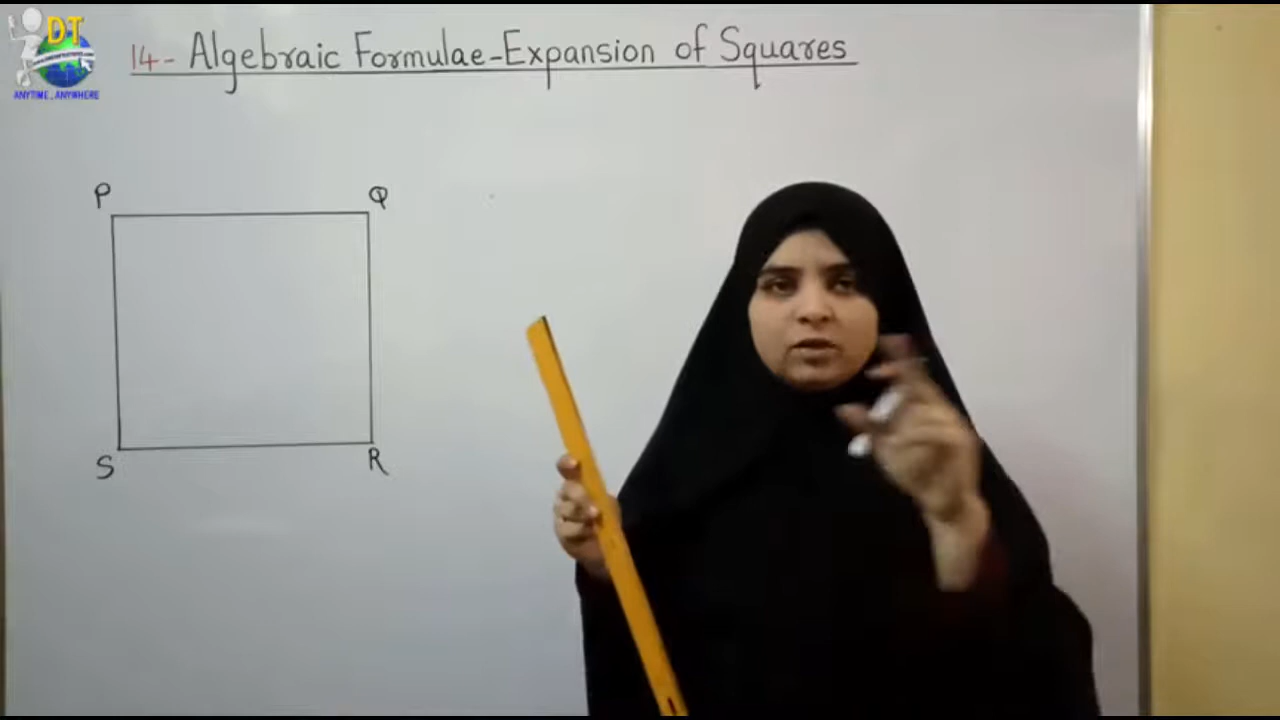 DT
ANYTIME, ANYWHERE
14- Algebraic Formulae-Expansion of Squares
P Q
S R